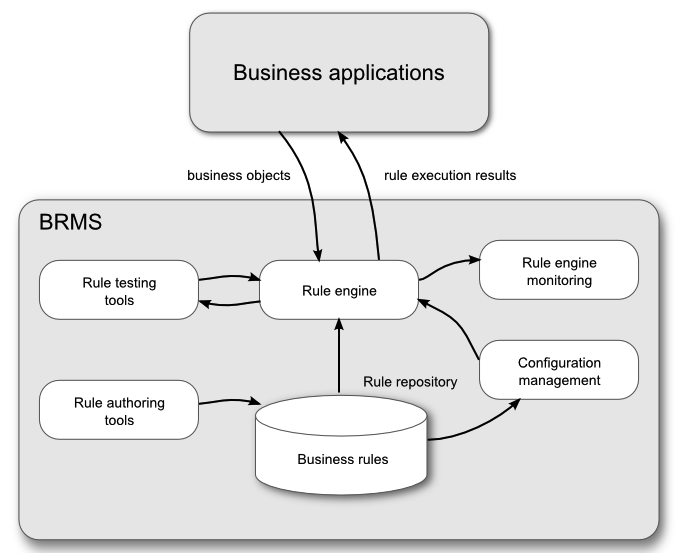 Business applications
business objects
rule execution results
BRMS
Rule testing
tools
Rule engine
Rule engine
monitoring
Configuration
management
Rule repository
Rule authoring
tools
Business rules